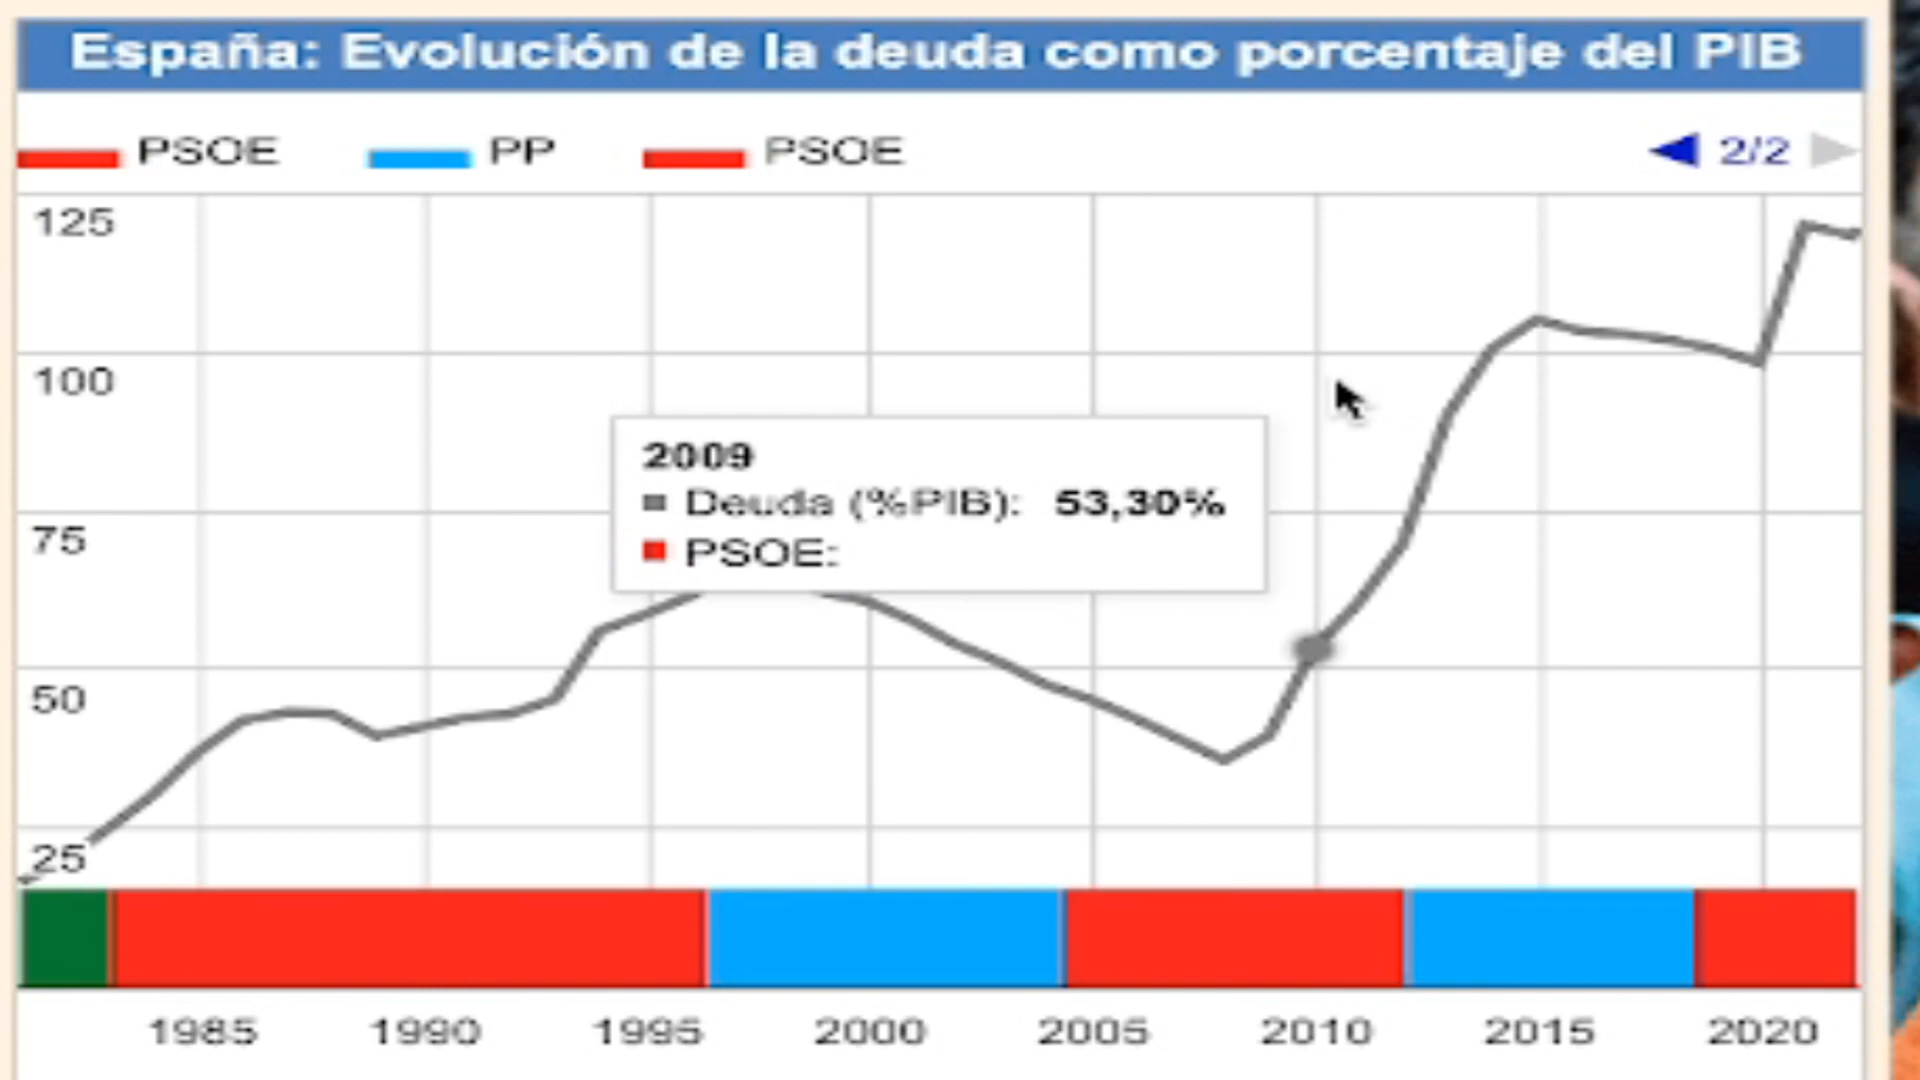 España: Evolución de la deuda como porcentaje del PIB
PSOE PP PSOE 2/2
125
100
2009
Deuda (%PIB): 53,30%
75
PSOE:
50
25
1985 1990 1995 2000 2005 2010 2015 2020